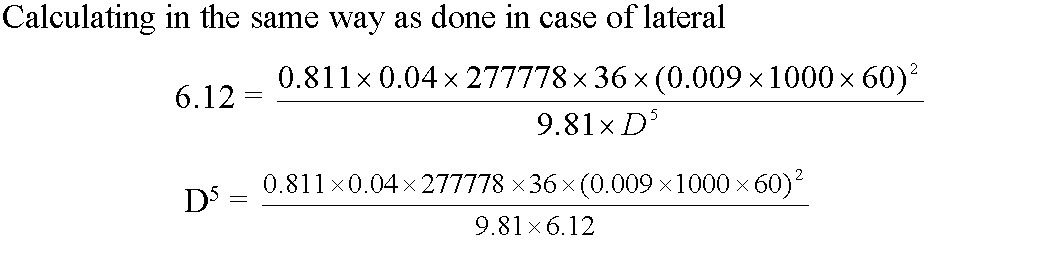 Calculating in the same way as done in case of lateral
6.12 = 0.811 × 0.04 × 277778 × 36 × (0.009 × 1000 × 60)²
9.81 × D⁵
D⁵ = 0.811 × 0.04 × 277778 × 36 × (0.009 × 1000 × 60)²
9.81 × 6.12